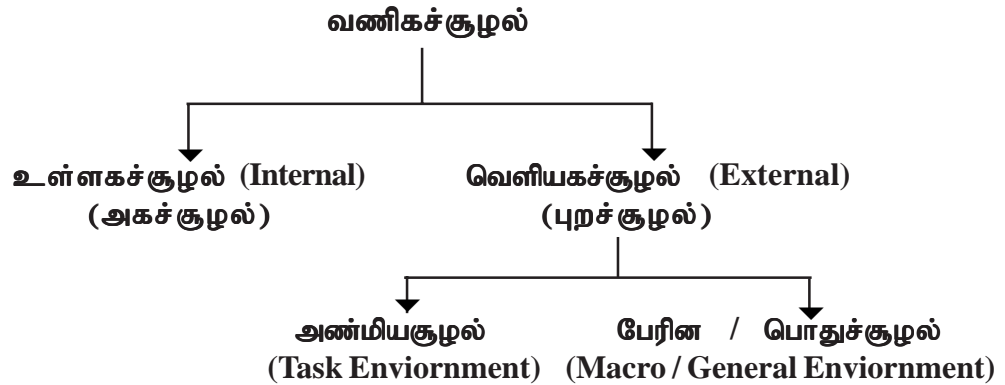 வணிகச்சூழல்
உள்ளகச்சூழல் (Internal) வெளியகச்சூழல் (External)
(அகச்சூழல்) (புறச்சூழல்)
அண்மியசூழல் பேரின / பொதுச்சூழல்
(Task Enviornment) (Macro / General Enviornment)